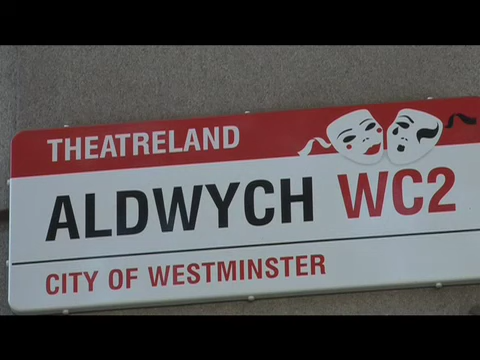 THEATRELAND
ALDWYCH WC2
CITY OF WESTMINSTER